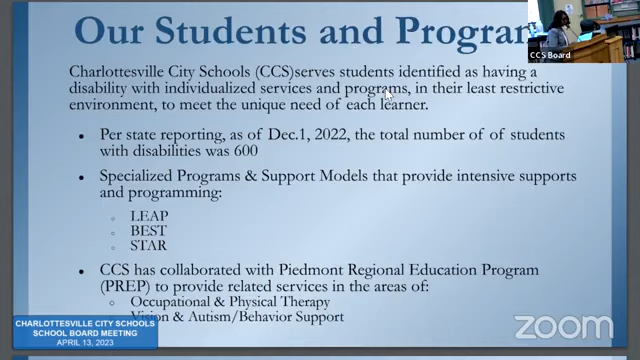 Our Students and Program
CCS Board
Charlottesville City Schools (CCS)serves students identified as having a
disability with individualized services and programs, in their least restrictive
environment, to meet the unique need of each learner.
Per state reporting, as of Dec.1, 2022, the total number of of students
with disabilities was 600
Specialized Programs & Support Models that provide intensive supports
and programming:
LEAP
BEST
STAR
CCS has collaborated with Piedmont Regional Education Program
(PREP) to provide related services in the areas of:
Occupational & Physical Therapy
Vision & Autism/Behavior Support
CHARLOTTESVILLE CITY SCHOOLS
SCHOOL BOARD MEETING
APRIL 13, 2023
zoom